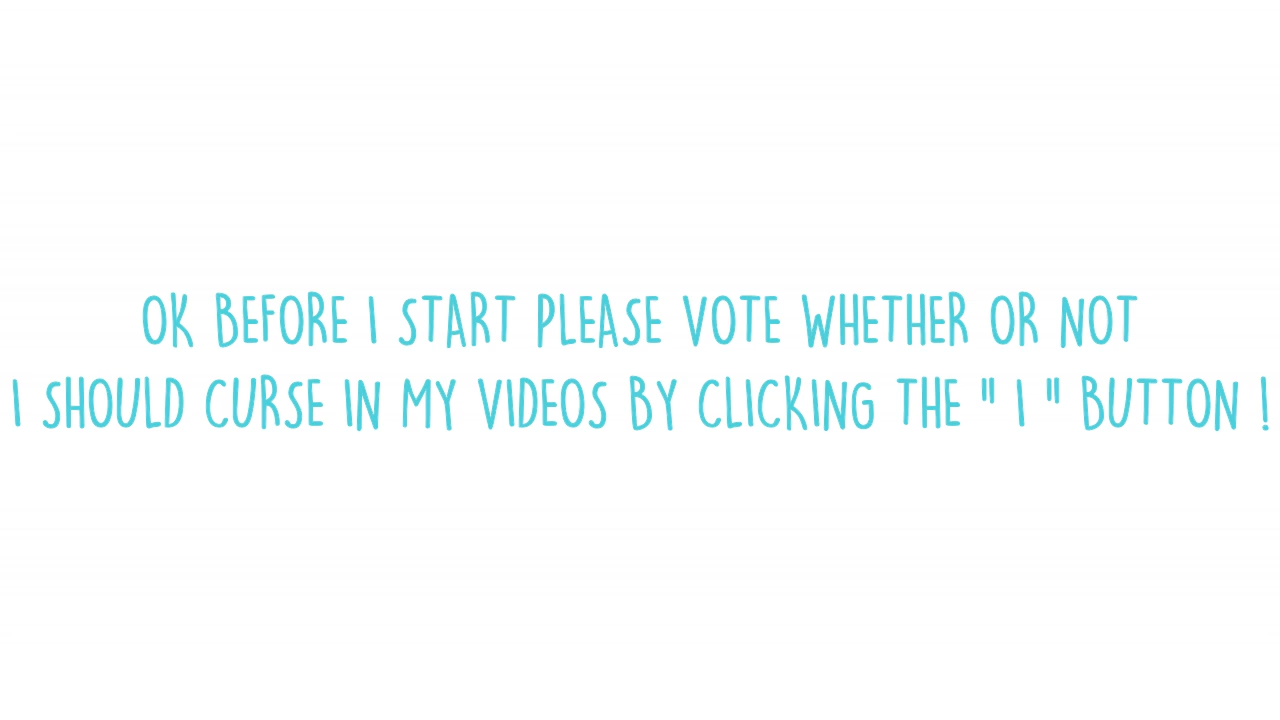 OK BEFORE I START PLEASE VOTE WHETHER OR NOT
I SHOULD CURSE IN MY VIDEOS BY CLICKING THE " I " BUTTON !